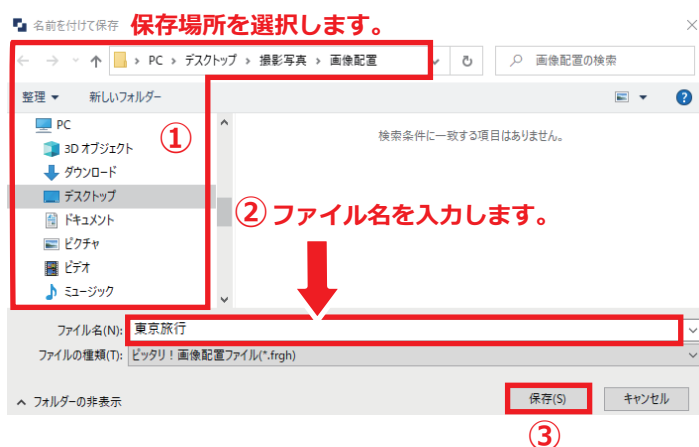 名前を付けて保存
保存場所を選択します。
PC › デスクトップ › 撮影写真 › 画像配置
画像配置の検索
整理
新しいフォルダー
①
PC
3D オブジェクト
ダウンロード
デスクトップ
ドキュメント
ピクチャ
ビデオ
ミュージック
検索条件に一致する項目はありません。
②ファイル名を入力します。
ファイル名(N): 東京旅行
ファイルの種類(T): ピッタリ！画像配置ファイル(*.frgh)
フォルダーの非表示
保存(S)
キャンセル
③